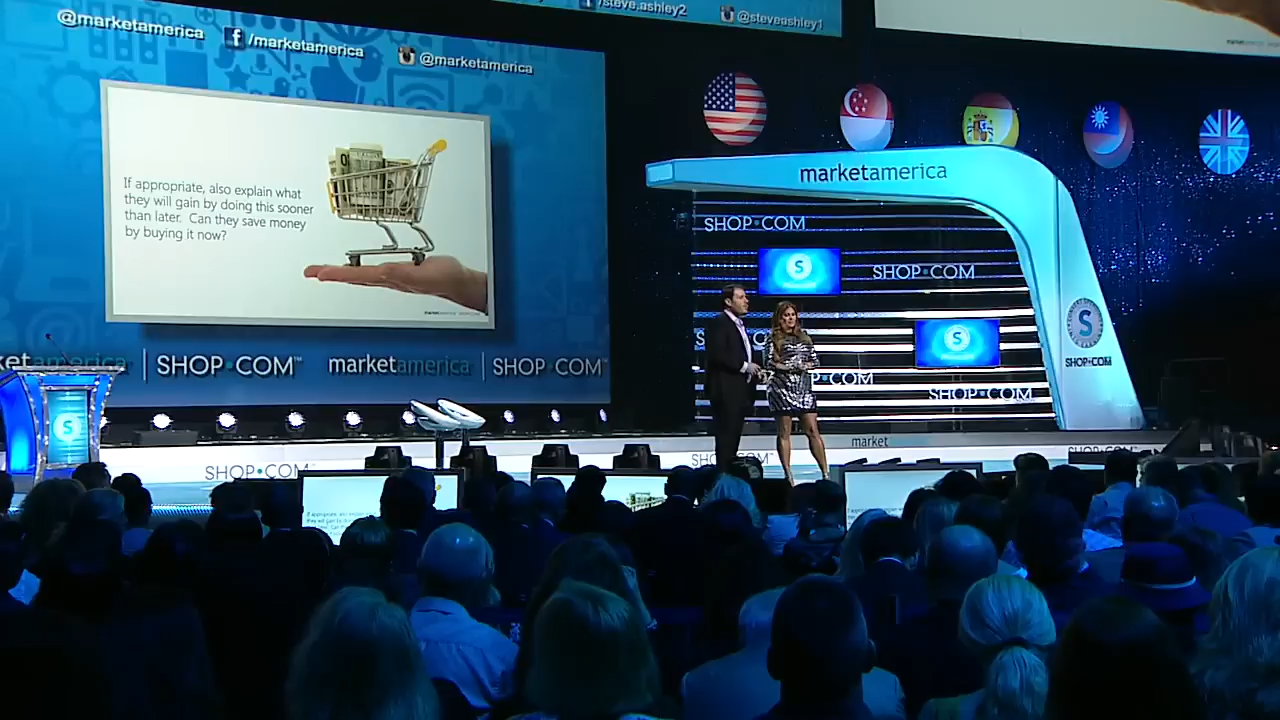 @marketamerica
/marketamerica
@marketamerica
/steve.ashley2
@steveashley1
If appropriate, also explain what
they will gain by doing this sooner
than later. Can they save money
by buying it now?
marketamerica
SHOP•COM
SHOP•COM
S
S
S
SHOP•COM
P•COM
SHOP•COM
ketamerica
SHOP•COM™
marketamerica
SHOP•COM
S
market
SHOP•COM
SHOP•COM